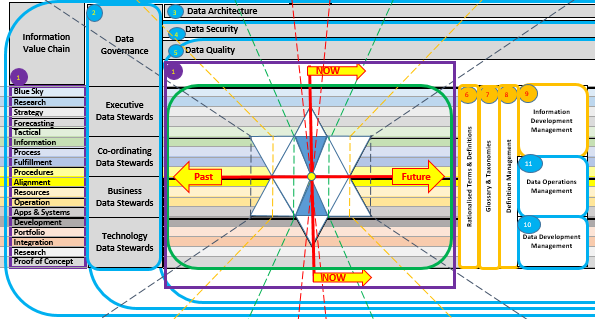 Information
Value Chain
1
Blue Sky
Research
Strategy
Forecasting
Tactical
Information
Process
Fulfillment
Procedures
Alignment
Resources
Operation
Apps & Systems
Development
Portfolio
Integration
Research
Proof of Concept
2
Data
Governance
Executive
Data Stewards
Co-ordinating
Data Stewards
Business
Data Stewards
Technology
Data Stewards
3 Data Architecture
4 Data Security
5 Data Quality
1
NOW
Past
Future
NOW
6
Rationalised Terms & Definitions
7
Glossary & Taxonomies
8
Definition Management
9
Information
Development
Management
11
Data Operations
Management
10
Data Development
Management